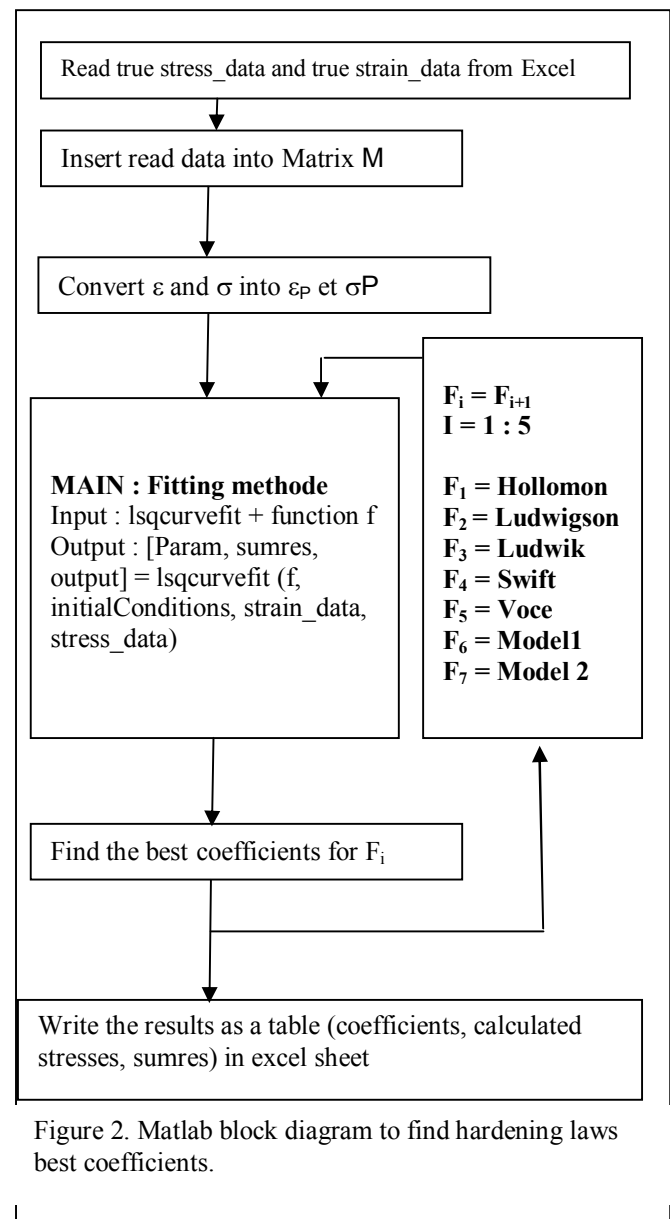 Read true stress_data and true strain_data from Excel
Insert read data into Matrix M
Convert ε and σ into εP et σP
MAIN : Fitting methode
Input : lsqcurvefit + function f
Output : [Param, sumres,
output] = lsqcurvefit (f,
initialConditions, strain_data,
stress_data)
Fi = Fi+1
I = 1 : 5
F1 = Hollomon
F2 = Ludwigson
F3 = Ludwik
F4 = Swift
F5 = Voce
F6 = Model1
F7 = Model 2
Find the best coefficients for Fi
Write the results as a table (coefficients, calculated
stresses, sumres) in excel sheet
Figure 2. Matlab block diagram to find hardening laws
best coefficients.